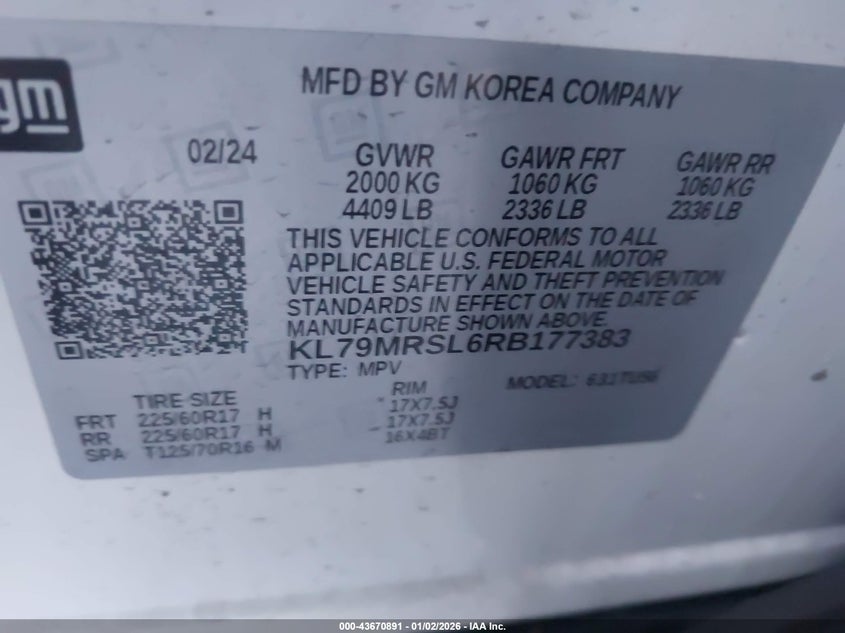 gm
MFD BY GM KOREA COMPANY
02/24
GVWR GAWR FRT GAWR RR
2000 KG 1060 KG 1060 KG
4409 LB 2336 LB 2336 LB
THIS VEHICLE CONFORMS TO ALL
APPLICABLE U.S. FEDERAL MOTOR
VEHICLE SAFETY AND THEFT PREVENTION
STANDARDS IN EFFECT ON THE DATE OF
MANUFACTURE SHOWN ABOVE.
KL79MRSL6RB177383
TYPE: MPV MODEL:
TIRE SIZE RIM
FRT 225/60R17 H 17X7.5J
RR 225/60R17 H 17X7.5J
SPA T125/70R16 M 16X4BT
000-43670891 - 01/02/2026 - IAA Inc.